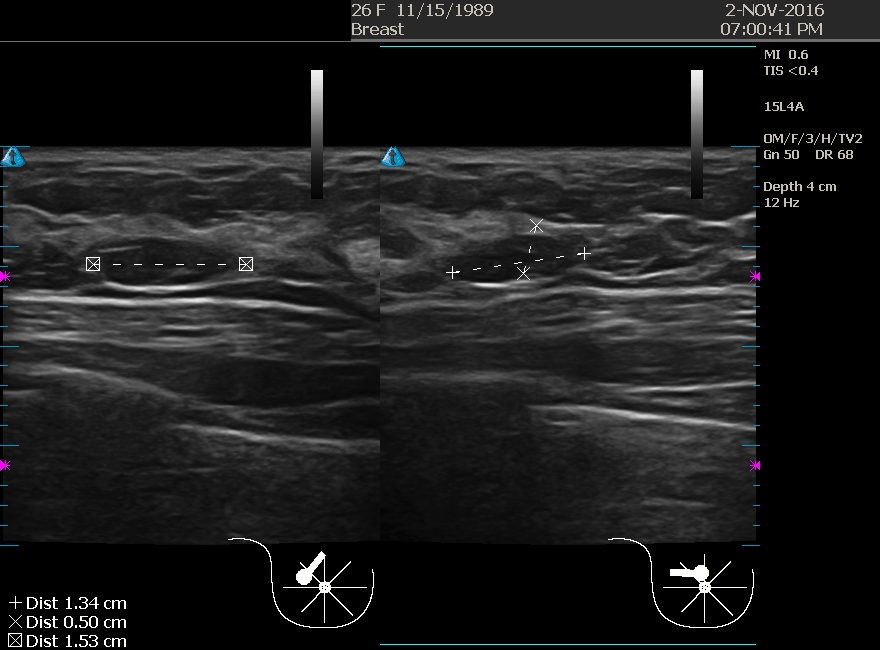 26 F 11/15/1989
2-NOV-2016
Breast
07:00:41 PM
MI 0.6
TIS <0.4
15L4A
OM/F/3/H/TV2
Gn 50 DR 68
Depth 4 cm
12 Hz
Dist 1.34 cm
Dist 0.50 cm
Dist 1.53 cm